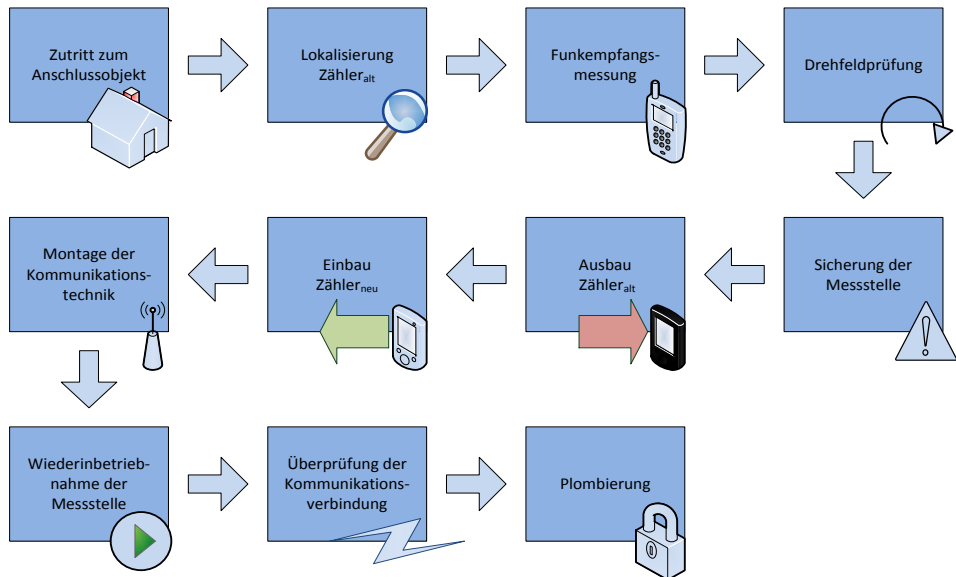 Zutritt zum
Anschlussobjekt
Lokalisierung
Zähleralt
Funkempfangs-
messung
Drehfeldprüfung
Sicherung der
Messstelle
Ausbau
Zähleralt
Einbau
Zählerneu
Montage der
Kommunikations-
technik
Wiederinbetrieb-
nahme der
Messstelle
Überprüfung der
Kommunikations-
verbindung
Plombierung